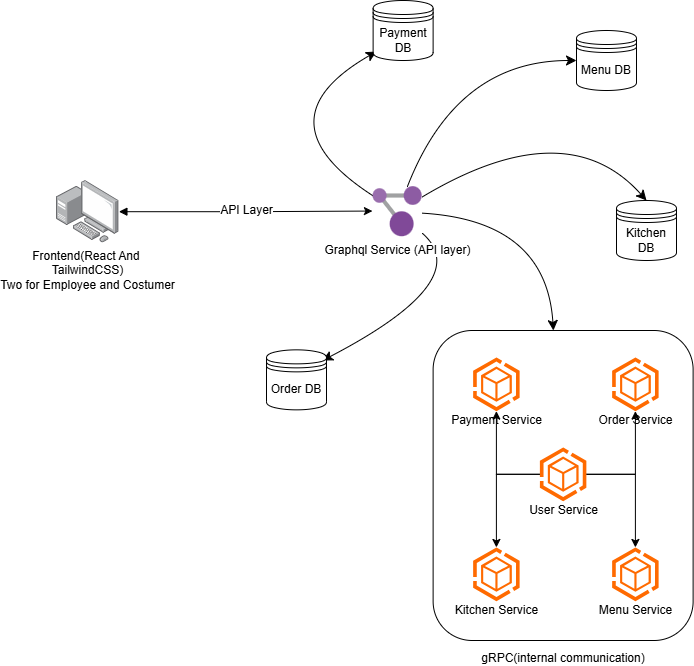 Payment
DB
Menu DB
API Layer
Kitchen
DB
Graphql Service (API layer)
Frontend(React And
TailwindCSS)
Two for Employee and Costumer
Order DB
Payment Service
Order Service
User Service
Kitchen Service
Menu Service
gRPC(internal communication)